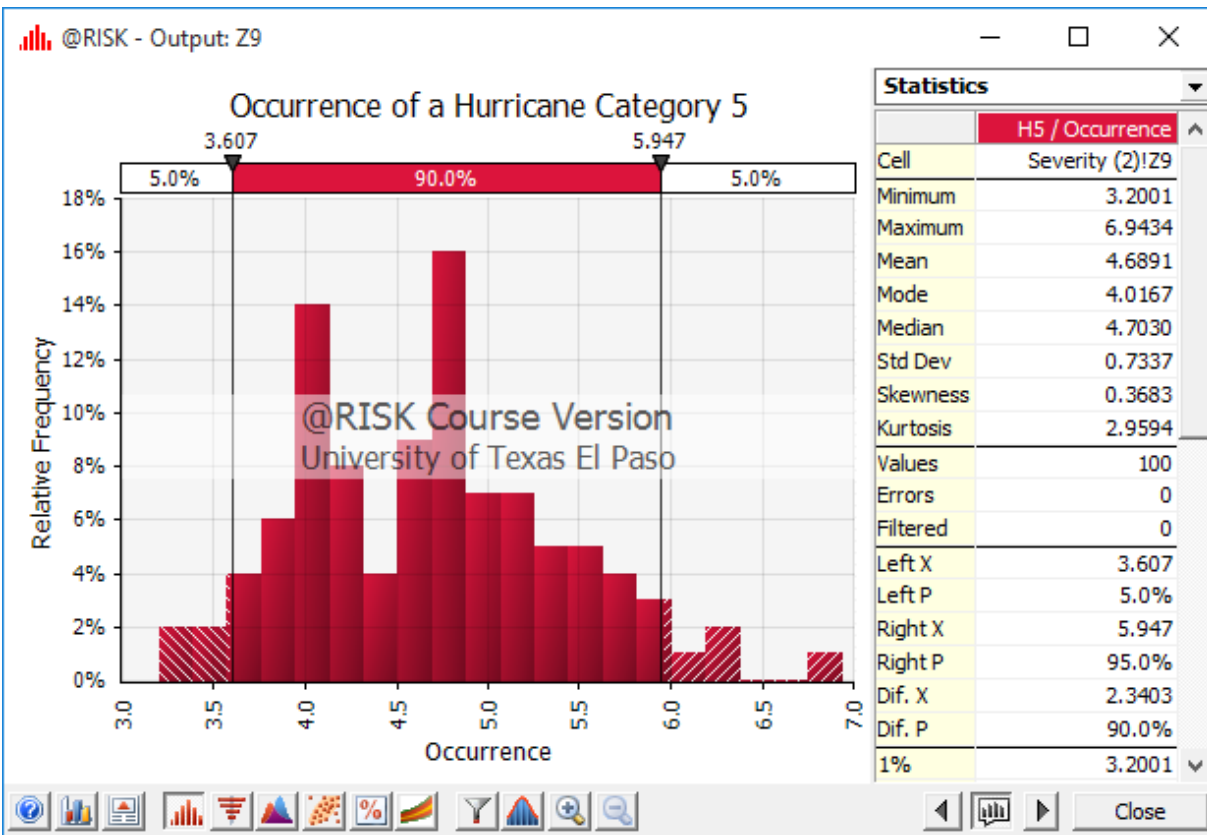 @RISK - Output: Z9
Occurrence of a Hurricane Category 5
3.607 5.947
5.0% 90.0% 5.0%
18%
16%
14%
12%
10%
8%
6%
4%
2%
0%
Relative Frequency
@RISK Course Version
University of Texas El Paso
3.0 3.5 4.0 4.5 5.0 5.5 6.0 6.5 7.0
Occurrence
Statistics
H5 / Occurrence
Cell Severity (2)!Z9
Minimum 3.2001
Maximum 6.9434
Mean 4.6891
Mode 4.0167
Median 4.7030
Std Dev 0.7337
Skewness 0.3683
Kurtosis 2.9594
Values 100
Errors 0
Filtered 0
Left X 3.607
Left P 5.0%
Right X 5.947
Right P 95.0%
Dif. X 2.3403
Dif. P 90.0%
1% 3.2001
?
%
Close